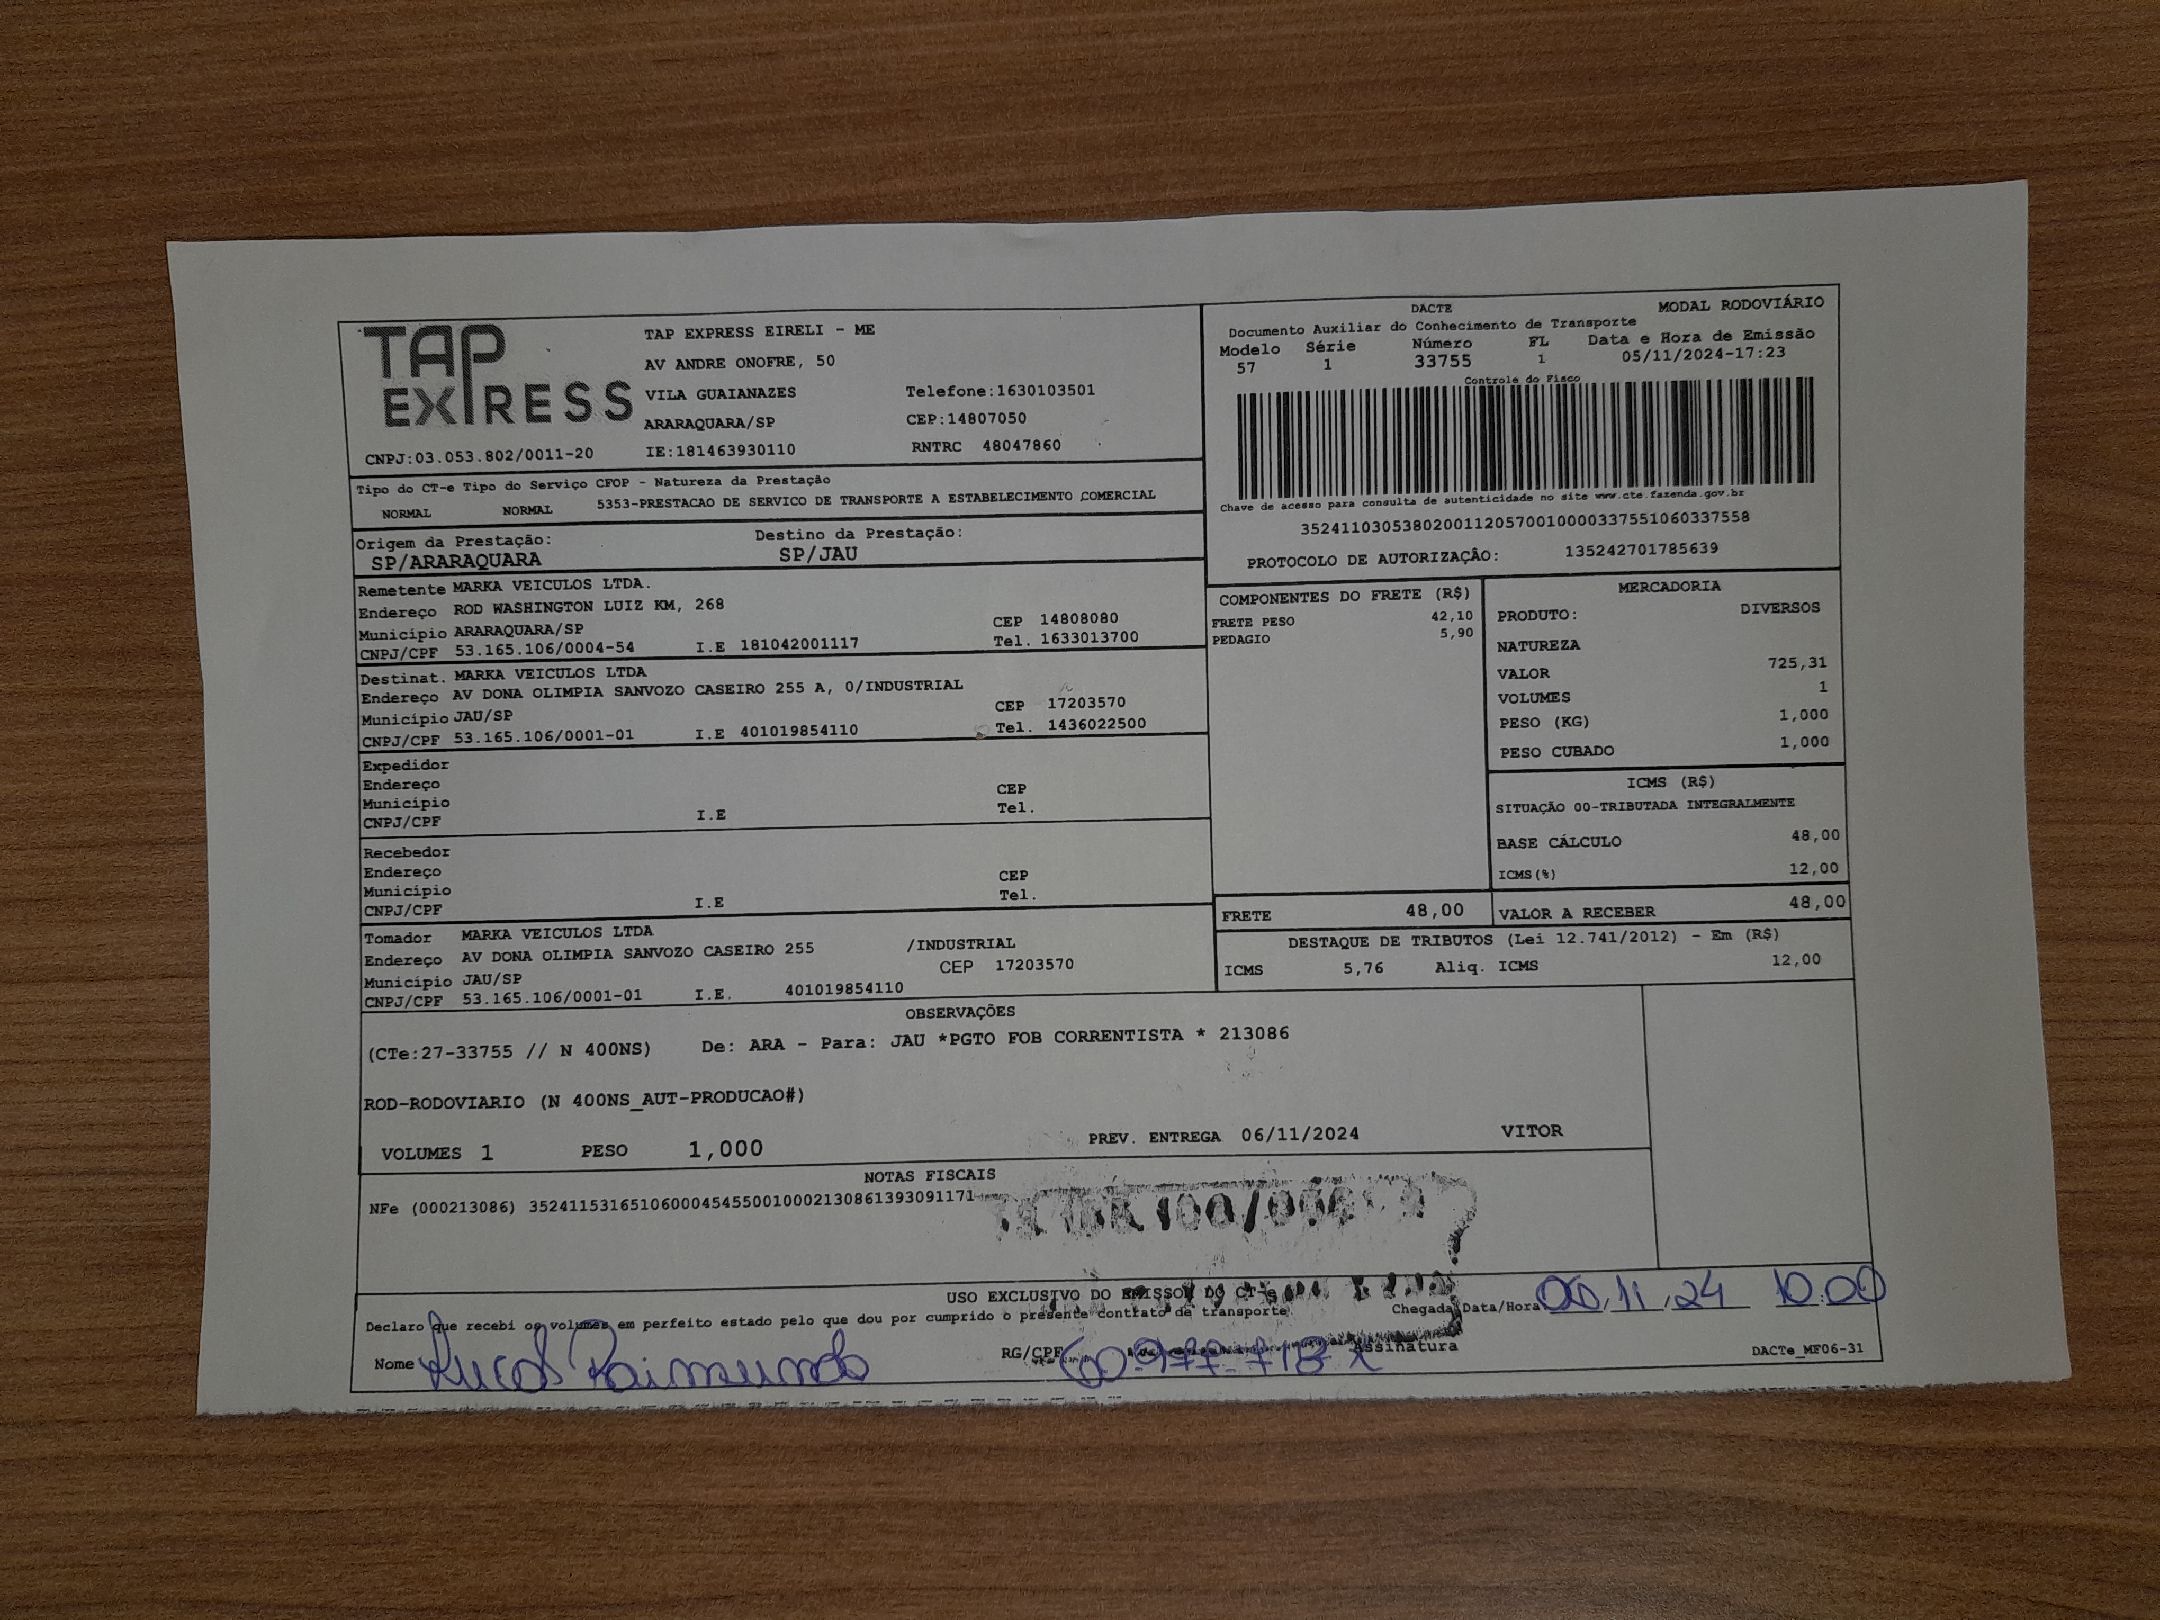 TAP EXPRESS
TAP EXPRESS EIRELI - ME
AV ANDRE ONOFRE, 50
VILA GUAIANAZES Telefone:1630103501
ARARAQUARA/SP CEP:14807050
CNPJ:03.053.802/0011-20 IE:181463930110 RNTRC 48047860
DACTE MODAL RODOVIÁRIO
Documento Auxiliar do Conhecimento de Transporte
Modelo Série Número FL Data e Hora de Emissão
57 1 33755 1 05/11/2024-17:23
Controle do Fisco
Chave de acesso para consulta de autenticidade no site www.cte.fazenda.gov.br
35241103053802001120570010000337551060337558
PROTOCOLO DE AUTORIZAÇÂO: 135242701785639
Tipo do CT-e Tipo do Serviço CFOP - Natureza da Prestação
NORMAL NORMAL 5353-PRESTACAO DE SERVICO DE TRANSPORTE A ESTABELECIMENTO COMERCIAL
Origem da Prestação: Destino da Prestação:
SP/ARARAQUARA SP/JAU
Remetente MARKA VEICULOS LTDA.
Endereço ROD WASHINGTON LUIZ KM, 268
Município ARARAQUARA/SP CEP 14808080
CNPJ/CPF 53.165.106/0004-54 I.E 181042001117 Tel. 1633013700
Destinat. MARKA VEICULOS LTDA
Endereço AV DONA OLIMPIA SANVOZO CASEIRO 255 A, 0/INDUSTRIAL
Município JAU/SP CEP 17203570
CNPJ/CPF 53.165.106/0001-01 I.E 401019854110 Tel. 1436022500
Expedidor
Endereço CEP
Município Tel.
CNPJ/CPF I.E
Recebedor
Endereço CEP
Município Tel.
CNPJ/CPF I.E
Tomador MARKA VEICULOS LTDA
Endereço AV DONA OLIMPIA SANVOZO CASEIRO 255 /INDUSTRIAL
Município JAU/SP CEP 17203570
CNPJ/CPF 53.165.106/0001-01 I.E. 401019854110
COMPONENTES DO FRETE (R$)
FRETE PESO 42,10
PEDAGIO 5,90
MERCADORIA
PRODUTO: DIVERSOS
NATUREZA
VALOR 725,31
VOLUMES 1
PESO (KG) 1,000
PESO CUBADO 1,000
ICMS (R$)
SITUAÇÃO 00-TRIBUTADA INTEGRALMENTE
BASE CÁLCULO 48,00
ICMS(%) 12,00
FRETE 48,00 VALOR A RECEBER 48,00
DESTAQUE DE TRIBUTOS (Lei 12.741/2012) - Em (R$)
ICMS 5,76 Aliq. ICMS 12,00
OBSERVAÇÕES
(CTe:27-33755 // N 400NS) De: ARA - Para: JAU *PGTO FOB CORRENTISTA * 213086
ROD-RODOVIARIO (N 400NS_AUT-PRODUCAO#)
VOLUMES 1 PESO 1,000 PREV. ENTREGA 06/11/2024 VITOR
NOTAS FISCAIS
NFe (000213086) 35241153165106000454550010002130861393091171
USO EXCLUSIVO DO EMISSOR DO CT-e
Declaro que recebi os volumes em perfeito estado pelo que dou por cumprido o presente contrato de transporte Chegada Data/Hora 06.11.24 10:00
Nome Lucas Raimundo RG/CPF Assinatura DACTe_MF06-31